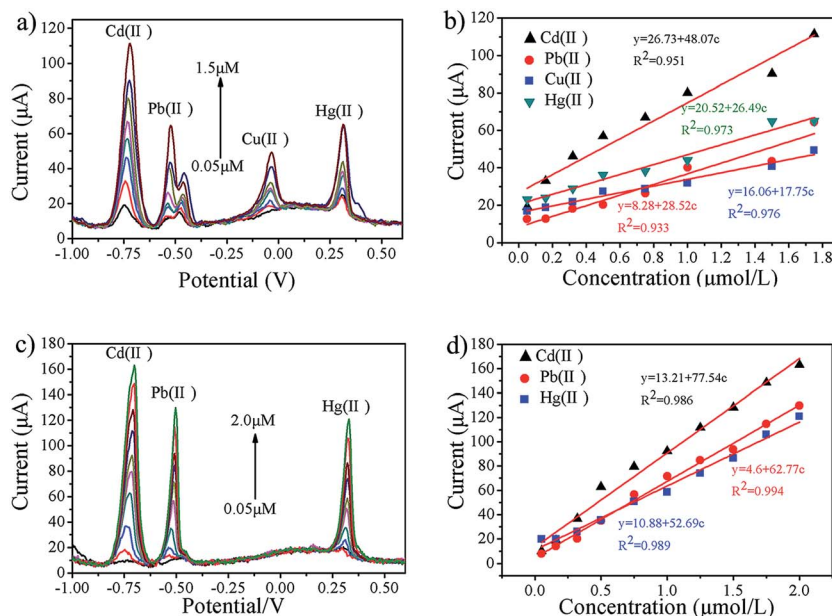 a)
Cd(II )
Pb(II )
1.5μM
0.05μM
Cu(II )
Hg(II )
Current (μA)
120
100
80
60
40
20
0
-1.00 -0.75 -0.50 -0.25 0.00 0.25 0.50
Potential (V)
b)
Cd(II )
Pb(II )
Cu(II )
Hg(II )
y=26.73+48.07c
R2=0.951
y=20.52+26.49c
R2=0.973
y=16.06+17.75c
R2=0.976
y=8.28+28.52c
R2=0.933
Current (μA)
120
100
80
60
40
20
0
0.0 0.2 0.4 0.6 0.8 1.0 1.2 1.4 1.6 1.8
Concentration (μmol/L)
c)
Cd(II )
Pb(II )
Hg(II )
2.0μM
0.05μM
Current (μA)
180
160
140
120
100
80
60
40
20
0
-1.00 -0.75 -0.50 -0.25 0.00 0.25 0.50
Potential/V
d)
Cd(II )
Pb(II )
Hg(II )
y=13.21+77.54c
R2=0.986
y=4.6+62.77c
R2=0.994
y=10.88+52.69c
R2=0.989
Current (μA)
180
160
140
120
100
80
60
40
20
0
0.0 0.5 1.0 1.5 2.0
Concentration (μmol/L)